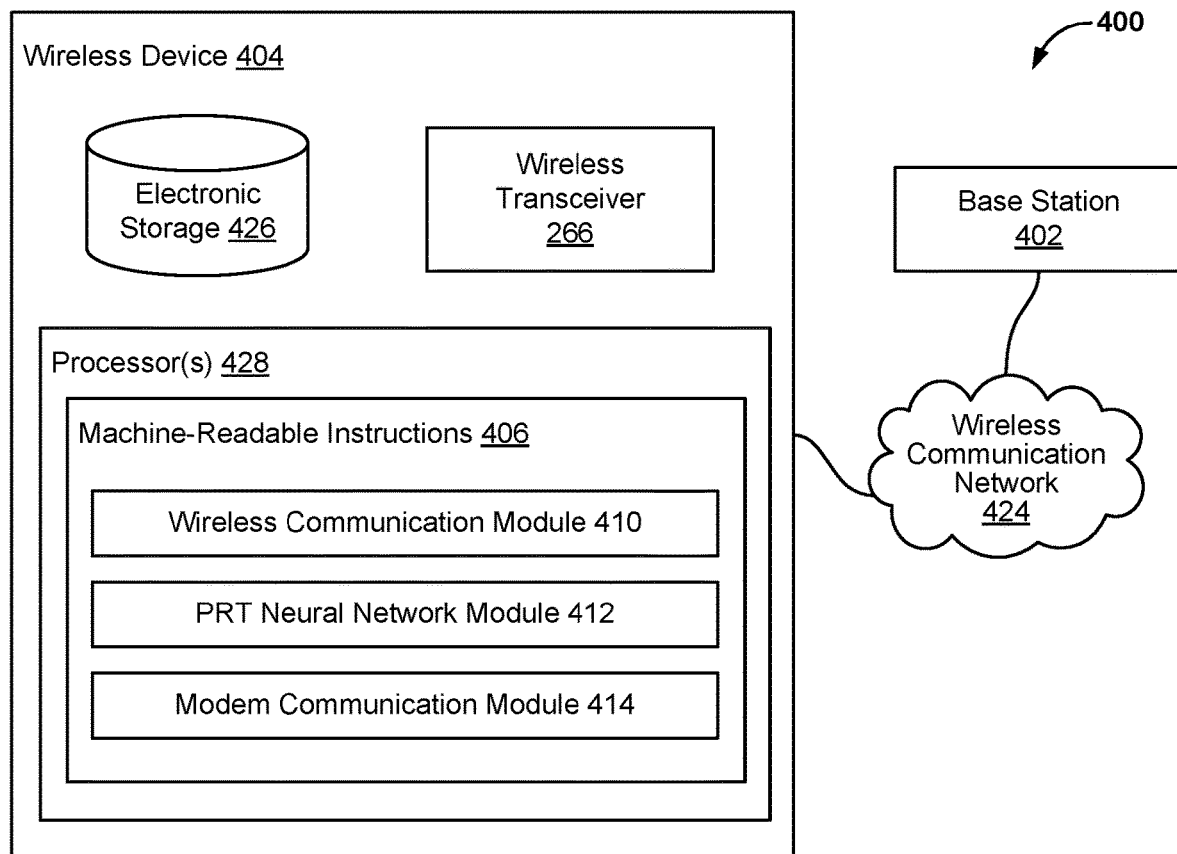 400
Wireless Device 404
Electronic
Storage 426
Wireless
Transceiver
266
Base Station
402
Processor(s) 428
Machine-Readable Instructions 406
Wireless Communication Module 410
PRT Neural Network Module 412
Modem Communication Module 414
Wireless
Communication
Network
424